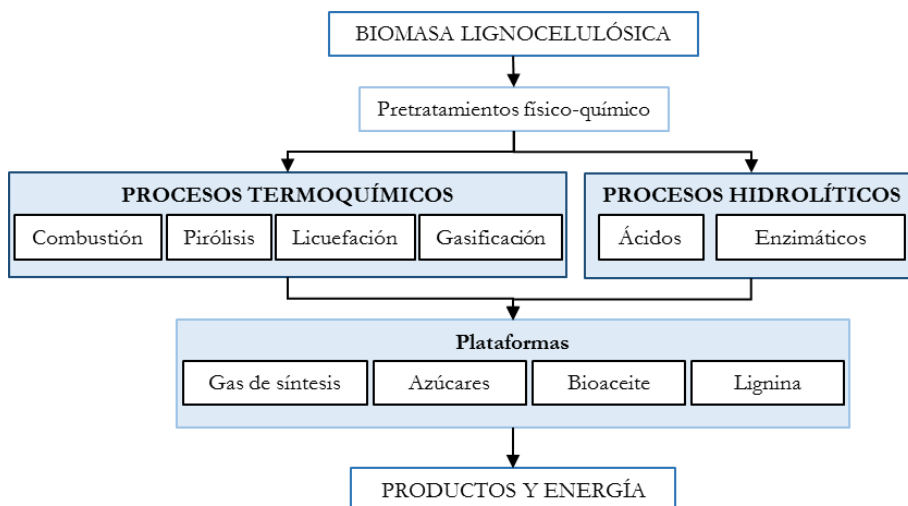 BIOMASA LIGNOCELULÓSICA
Pretratamientos físico-químico
PROCESOS TERMOQUÍMICOS
Combustión
Pirólisis
Licuefación
Gasificación
PROCESOS HIDROLÍTICOS
Ácidos
Enzimáticos
Plataformas
Gas de síntesis
Azúcares
Bioaceite
Lignina
PRODUCTOS Y ENERGÍA